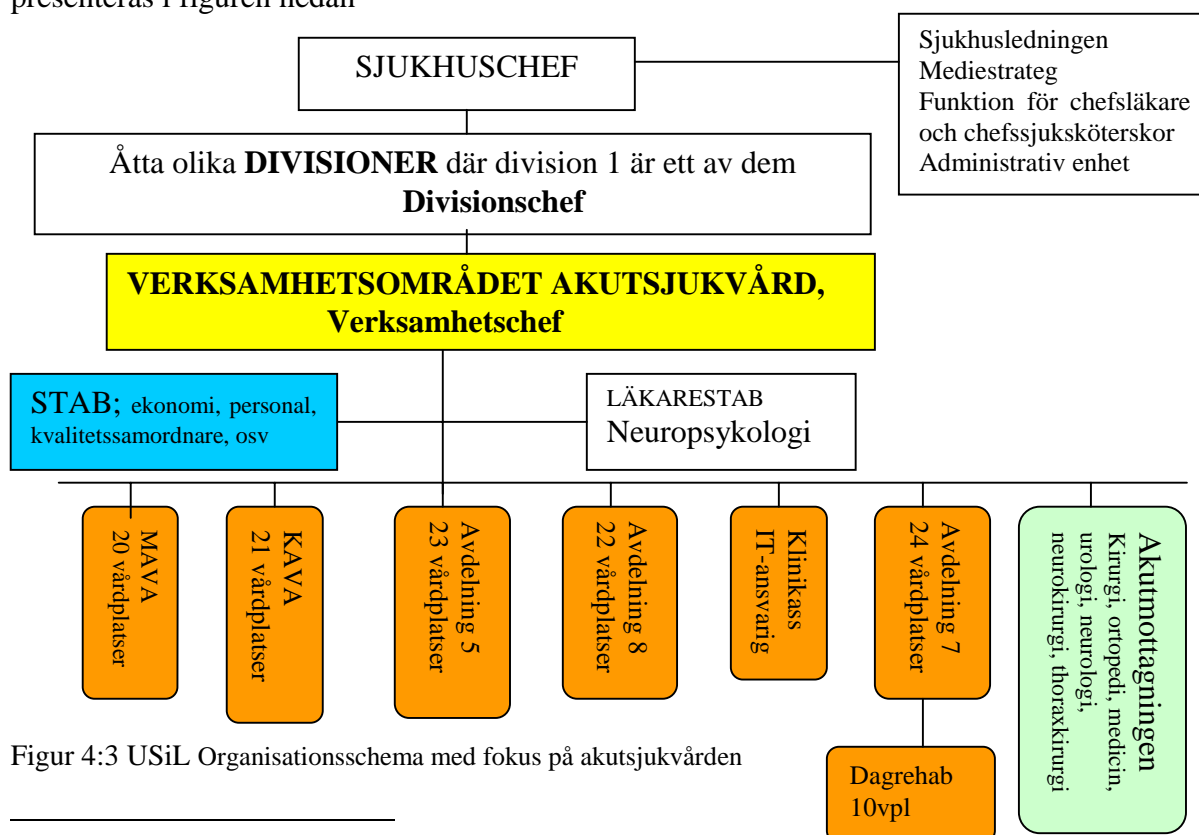 presenteras i figuren nedan
SJUKHUSCHEF
Sjukhusledningen
Mediestrateg
Funktion för chefsläkare
och chefssjuksköterskor
Administrativ enhet
Åtta olika DIVISIONER där division 1 är ett av dem
Divisionschef
VERKSAMHETSOMRÅDET AKUTSJUKVÅRD,
Verksamhetschef
STAB; ekonomi, personal,
kvalitetssamordnare, osv
LÄKARESTAB
Neuropsykologi
MAVA
20 vårdplatser
KAVA
21 vårdplatser
Avdelning 5
23 vårdplatser
Avdelning 8
22 vårdplatser
Klinikass
IT-ansvarig
Avdelning 7
24 vårdplatser
Akutmottagningen
Kirurgi, ortopedi, medicin,
urologi, neurologi,
neurokirurgi, thoraxkirurgi
Dagrehab
10vpl
Figur 4:3 USiL Organisationsschema med fokus på akutsjukvården